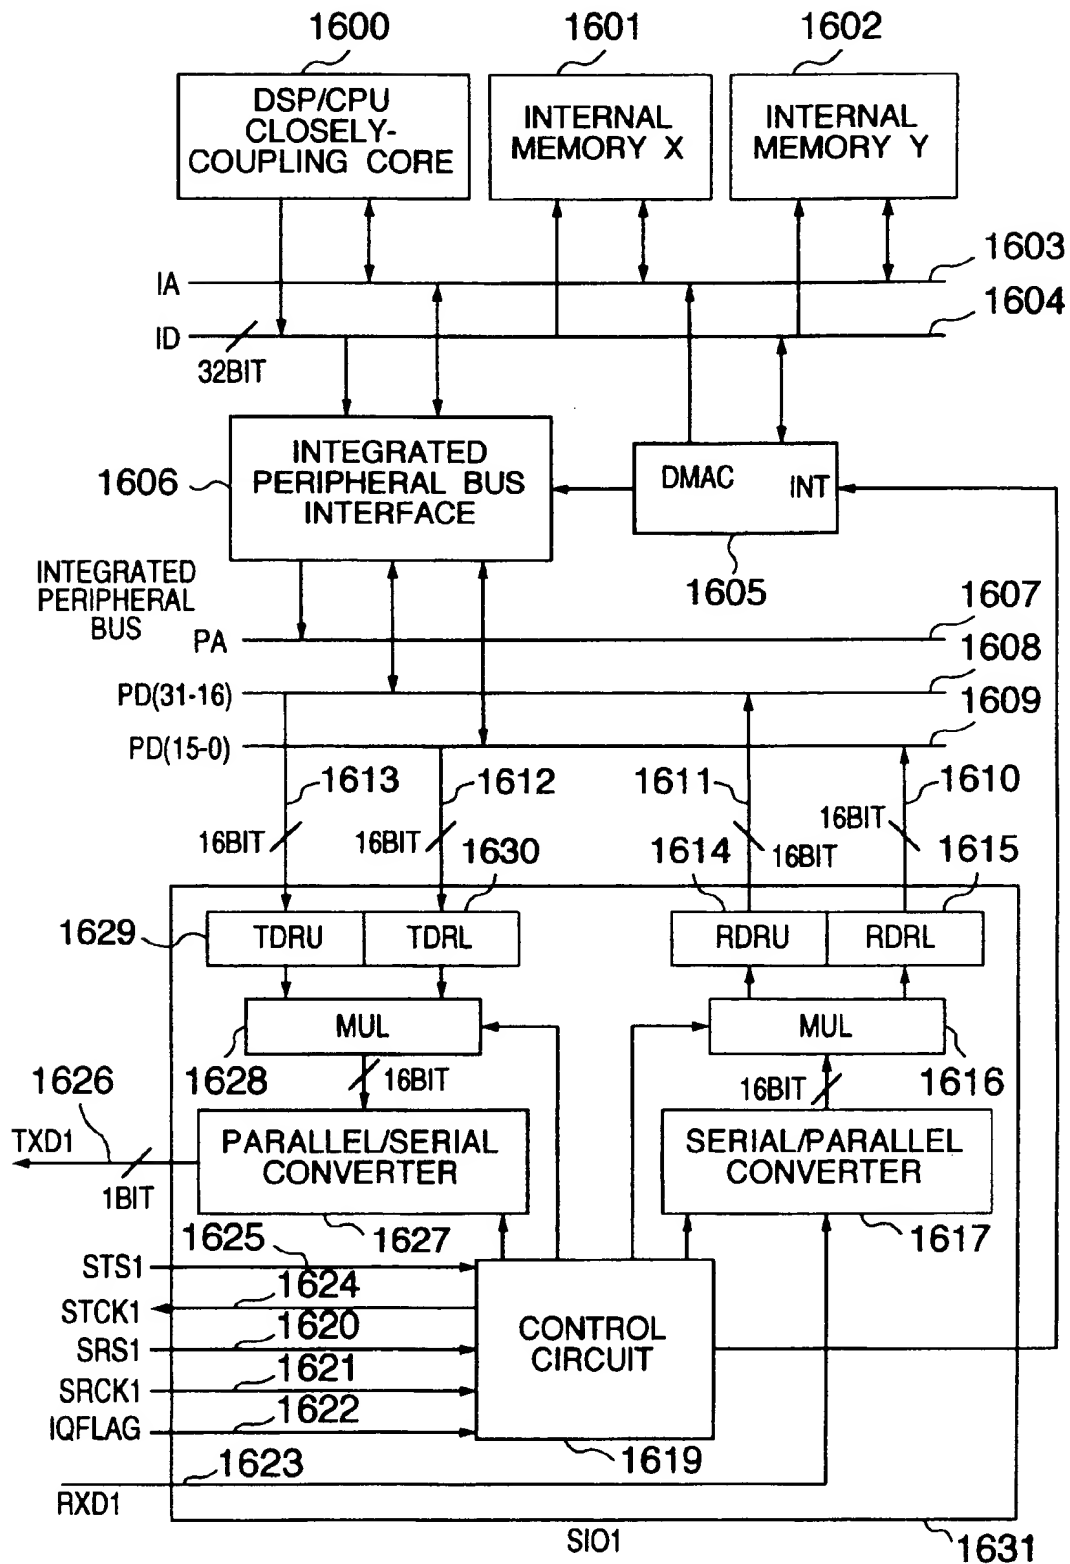 1600
1601
1602
DSP/CPU
CLOSELY-
COUPLING CORE
INTERNAL
MEMORY X
INTERNAL
MEMORY Y
1603
IA
1604
ID
32BIT
INTEGRATED
PERIPHERAL BUS
INTERFACE
1606
DMAC
INT
1605
INTEGRATED
PERIPHERAL
BUS
1607
PA
1608
PD(31-16)
1609
PD(15-0)
1613
1612
1611
1610
16BIT
16BIT
16BIT
16BIT
1630
1614
1615
1629
TDRU
TDRL
RDRU
RDRL
MUL
MUL
1628
16BIT
16BIT
1616
1626
TXD1
1BIT
PARALLEL/SERIAL
CONVERTER
SERIAL/PARALLEL
CONVERTER
1627
1617
1625
STS1
1624
STCK1
1620
SRS1
1621
SRCK1
1622
IQFLAG
CONTROL
CIRCUIT
1619
1623
RXD1
SIO1
1631